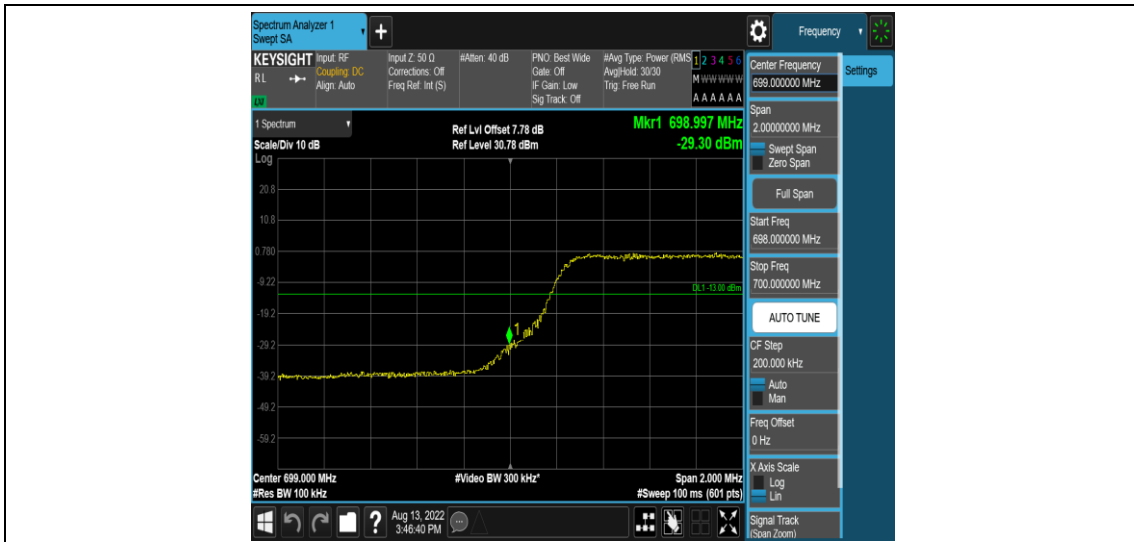 Spectrum Analyzer 1
Swept SA
+
Frequency
KEYSIGHT
RL
LXI
Input: RF
Coupling: DC
Align: Auto
Input Z: 50 Ω
Corrections: Off
Freq Ref: Int (S)
#Atten: 40 dB
PNO: Best Wide
Gate: Off
IF Gain: Low
Sig Track: Off
#Avg Type: Power (RMS
Avg|Hold: 30/30
Trig: Free Run
1 2 3 4 5 6
M W W W W W
A A A A A A
1 Spectrum
Scale/Div 10 dB
Log
Ref Lvl Offset 7.78 dB
Ref Level 30.78 dBm
Mkr1 698.997 MHz
-29.30 dBm
20.8
10.8
0.780
-9.22
DL1 -13.00 dBm
-19.2
1
-29.2
-39.2
-49.2
-59.2
Center 699.000 MHz
#Res BW 100 kHz
#Video BW 300 kHz*
Span 2.000 MHz
#Sweep 100 ms (601 pts)
Center Frequency
699.000000 MHz
Settings
Span
2.00000000 MHz
Swept Span
Zero Span
Full Span
Start Freq
698.000000 MHz
Stop Freq
700.000000 MHz
AUTO TUNE
CF Step
200.000 kHz
Auto
Man
Freq Offset
0 Hz
X Axis Scale
Log
Lin
Signal Track
(Span Zoom)
?
Aug 13, 2022
3:46:40 PM